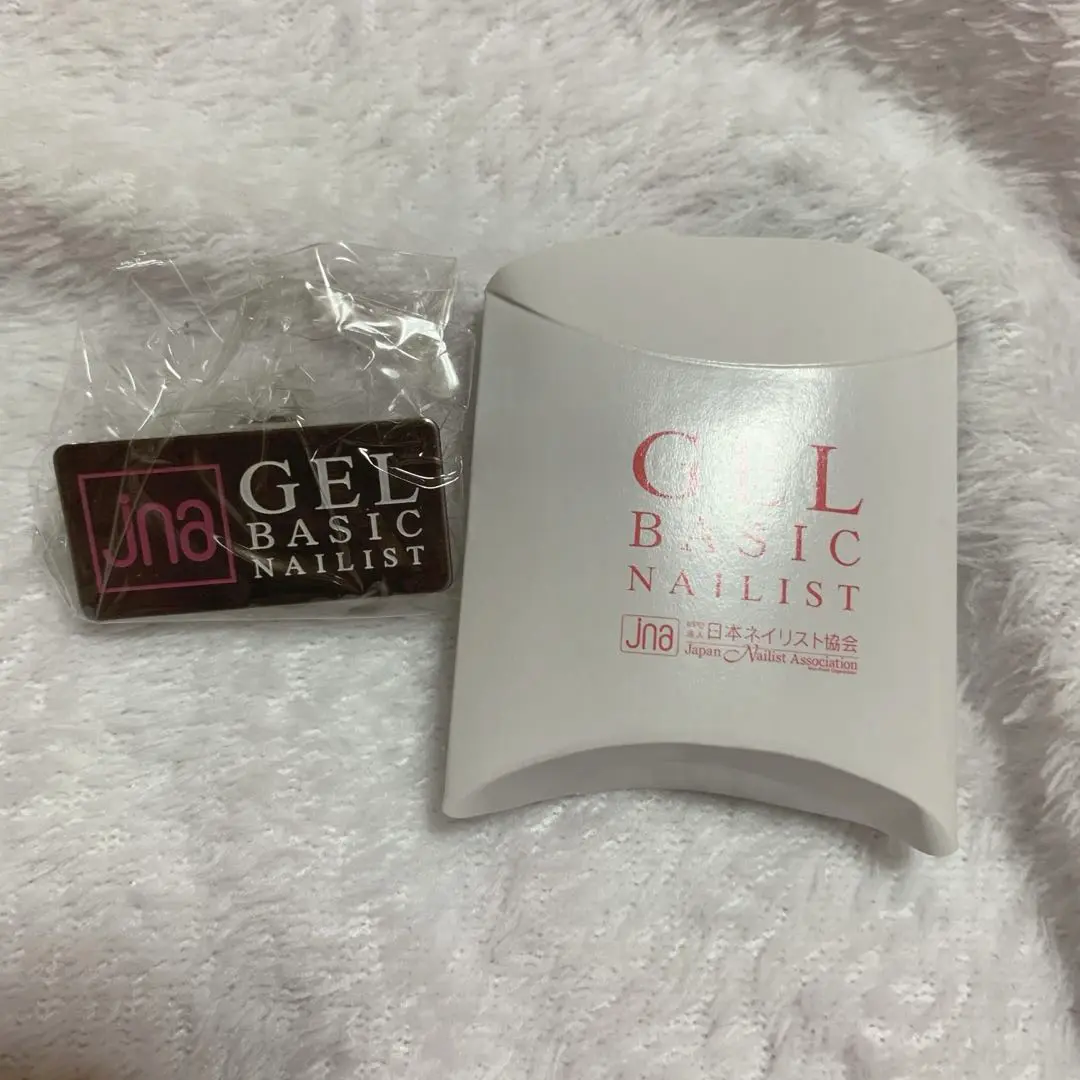 jna
GEL
BASIC
NAILIST
GEL
BASIC
NAILIST
jna 日本ネイリスト協会
Japan Nailist Association